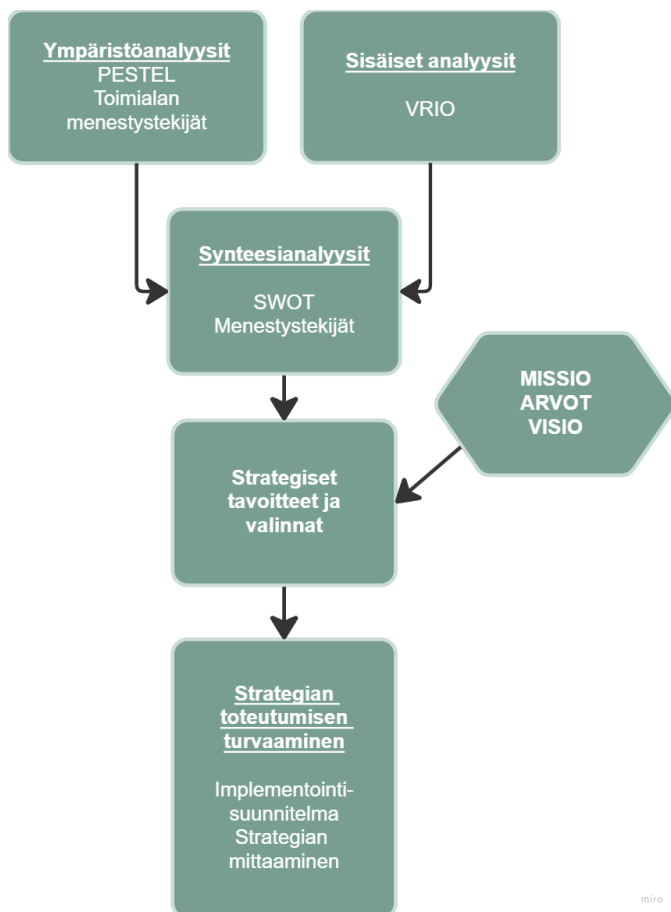 Ympäristöanalyysit
PESTEL
Toimialan
menestystekijät
Sisäiset analyysit
VRIO
Synteesianalyysit
SWOT
Menestystekijät
MISSIO
ARVOT
VISIO
Strategiset
tavoitteet ja
valinnat
Strategian
toteutumisen
turvaaminen
Implementointi-
suunnitelma
Strategian
mittaaminen
miro